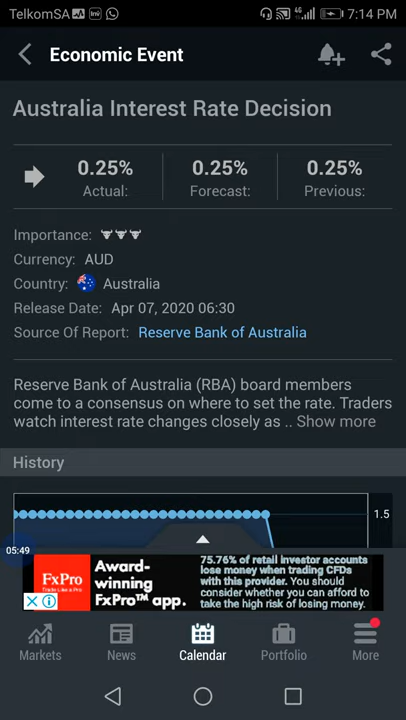 TelkomSA 7:14 PM
Economic Event
Australia Interest Rate Decision
0.25% 0.25% 0.25%
Actual: Forecast: Previous:
Importance:
Currency: AUD
Country: Australia
Release Date: Apr 07, 2020 06:30
Source Of Report: Reserve Bank of Australia
Reserve Bank of Australia (RBA) board members
come to a consensus on where to set the rate. Traders
watch interest rate changes closely as .. Show more
History
1.5
05:49
FxPro
Trade Like a Pro
Award-
winning
FxPro™ app.
75.76% of retail investor accounts
lose money when trading CFDs
with this provider. You should
consider whether you can afford to
take the high risk of losing money.
Markets News Calendar Portfolio More